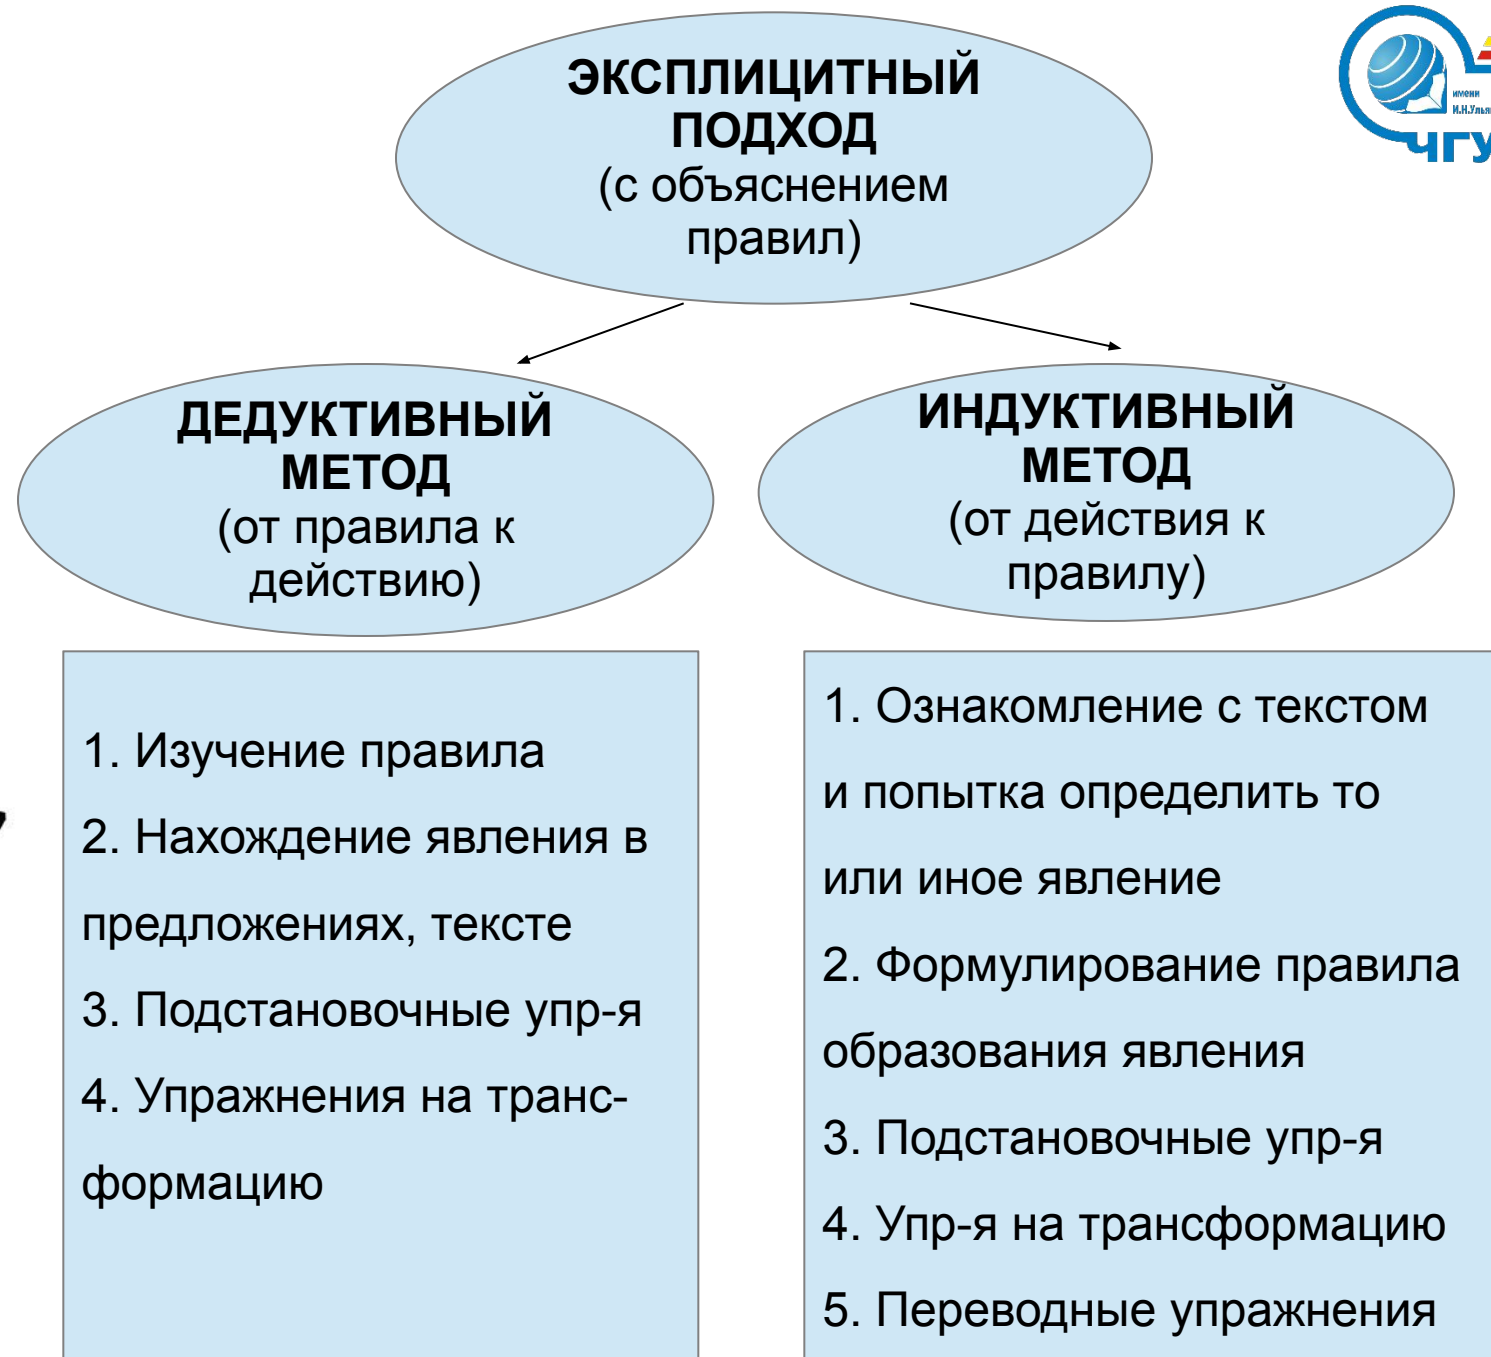 ЭКСПЛИЦИТНЫЙ
ПОДХОД
(с объяснением
правил)
имени
ЧГУ
ДЕДУКТИВНЫЙ
МЕТОД
(от правила к
действию)
ИНДУКТИВНЫЙ
МЕТОД
(от действия к
правилу)
1. Изучение правила
2. Нахождение явления в
предложениях, тексте
3. Подстановочные упр-я
4. Упражнения на транс-
формацию
1. Ознакомление с текстом
и попытка определить то
или иное явление
2. Формулирование правила
образования явления
3. Подстановочные упр-я
4. Упр-я на трансформацию
5. Переводные упражнения